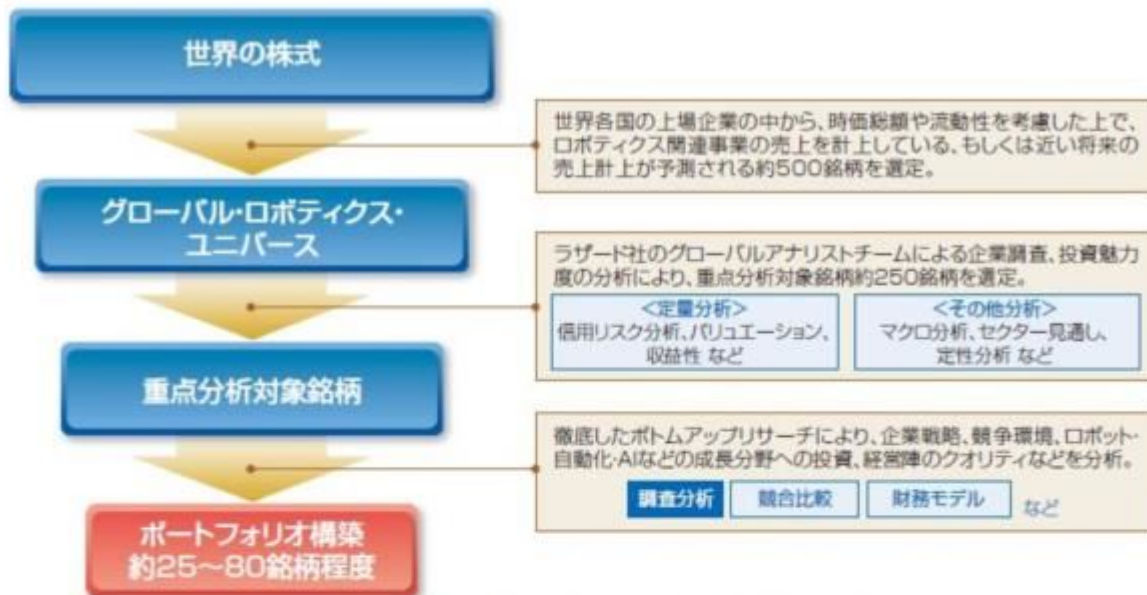 世界の株式
世界各国の上場企業の中から、時価総額や流動性を考慮した上で、
ロボティクス関連事業の売上を計上している、もしくは近い将来の
売上計上が予測される約500銘柄を選定。
グローバル・ロボティクス・
ユニバース
ラザード社のグローバルアナリストチームによる企業調査、投資魅力
度の分析により、重点分析対象銘柄約250銘柄を選定。
<定量分析>
信用リスク分析、バリュエーション、
収益性 など
<その他分析>
マクロ分析、セクター見通し、
定性分析 など
重点分析対象銘柄
徹底したボトムアップリサーチにより、企業戦略、競争環境、ロボット・
自動化・AIなどの成長分野への投資、経営陣のクオリティなどを分析。
調査分析
競合比較
財務モデル
など
ポートフォリオ構築
約25～80銘柄程度